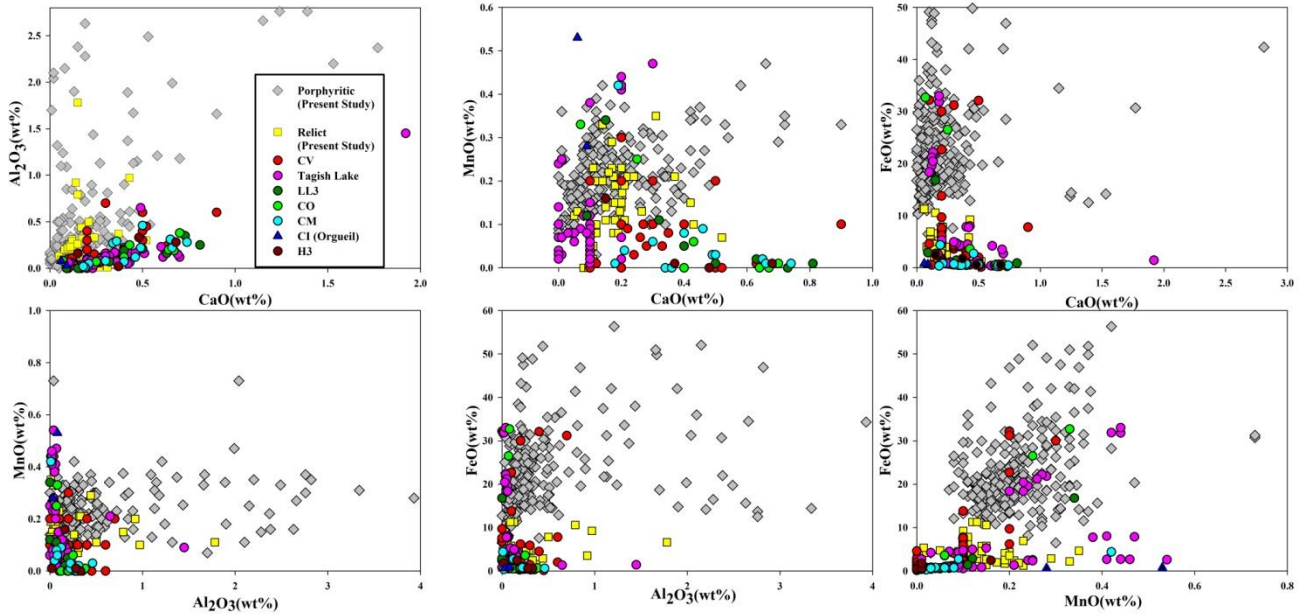 2.5
2.0
1.5
1.0
0.5
0.0
Al2O3(wt%)
0.0 0.5 1.0 1.5 2.0
CaO(wt%)
Porphyritic
(Present Study)
Relict
(Present Study)
CV
Tagish Lake
LL3
CO
CM
CI (Orgueil)
H3
0.6
0.5
0.4
0.3
0.2
0.1
0.0
MnO(wt%)
0.0 0.2 0.4 0.6 0.8 1.0
CaO(wt%)
50
40
30
20
10
0
FeO(wt%)
0.0 0.5 1.0 1.5 2.0 2.5 3.0
CaO(wt%)
1.0
0.8
0.6
0.4
0.2
0.0
MnO(wt%)
0 1 2 3 4
Al2O3(wt%)
60
50
40
30
20
10
0
FeO(wt%)
0 1 2 3 4
Al2O3(wt%)
60
50
40
30
20
10
0
FeO(wt%)
0.0 0.2 0.4 0.6 0.8
MnO(wt%)